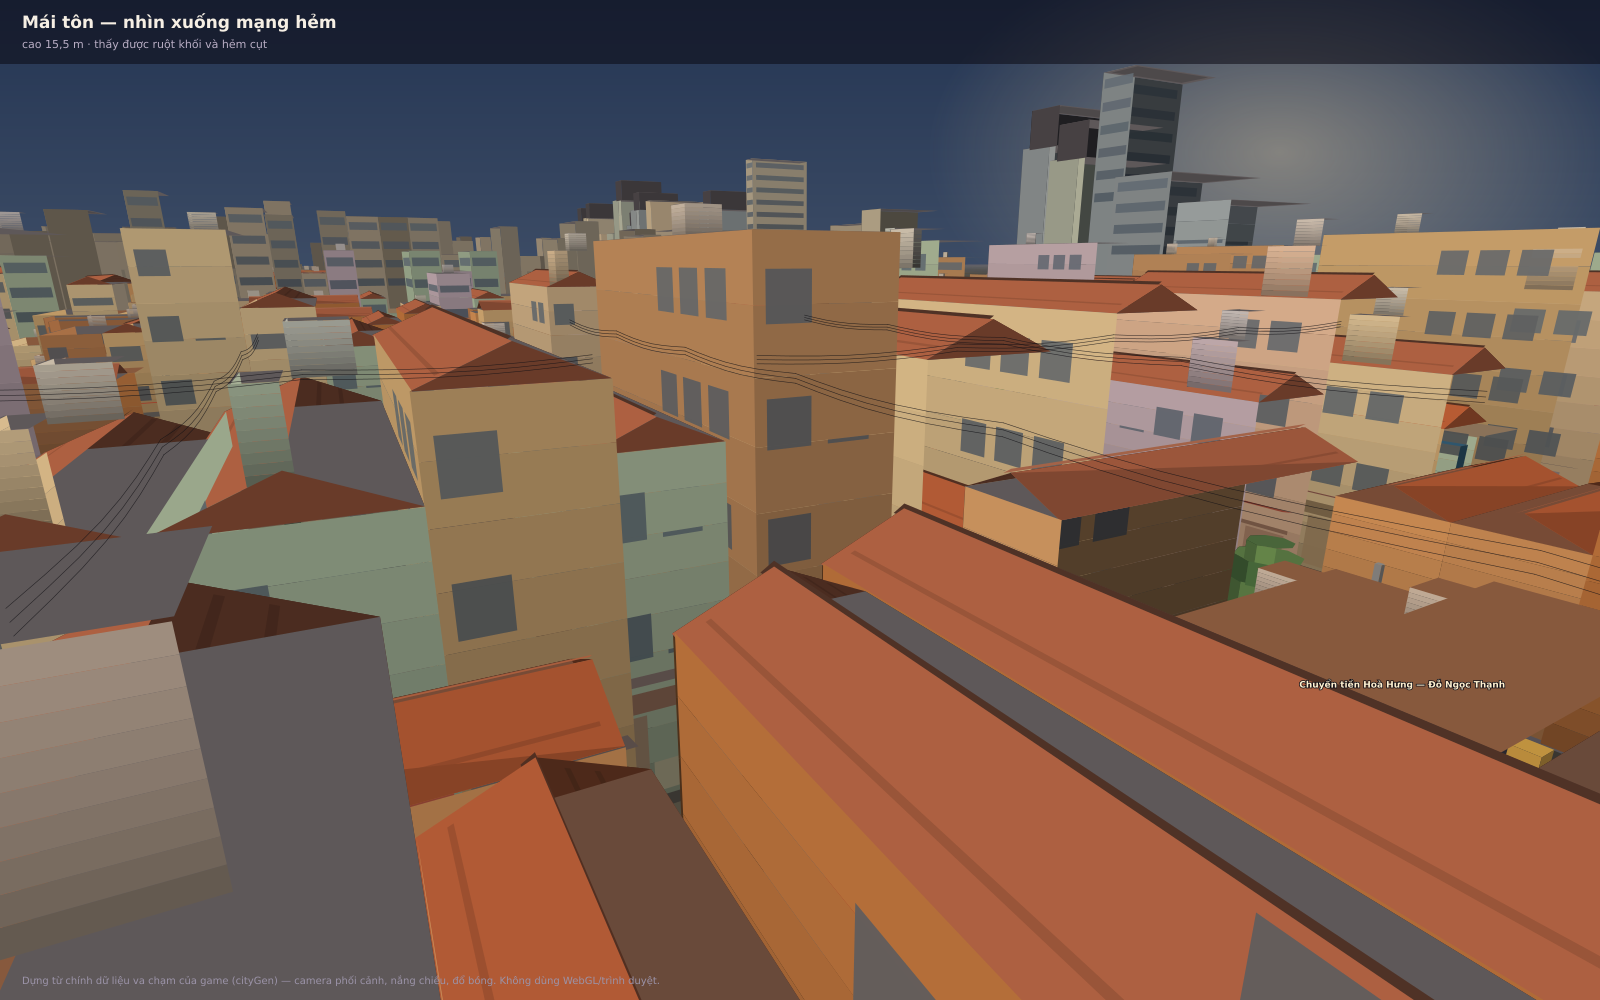 Mái tôn — nhìn xuống mạng hẻm
cao 15,5 m · thấy được ruột khối và hẻm cụt
Chuyển tiền Hoà Hưng — Đỗ Ngọc Thạnh
Dựng từ chính dữ liệu va chạm của game (cityGen) — camera phối cảnh, nắng chiều, đổ bóng. Không dùng WebGL/trình duyệt.